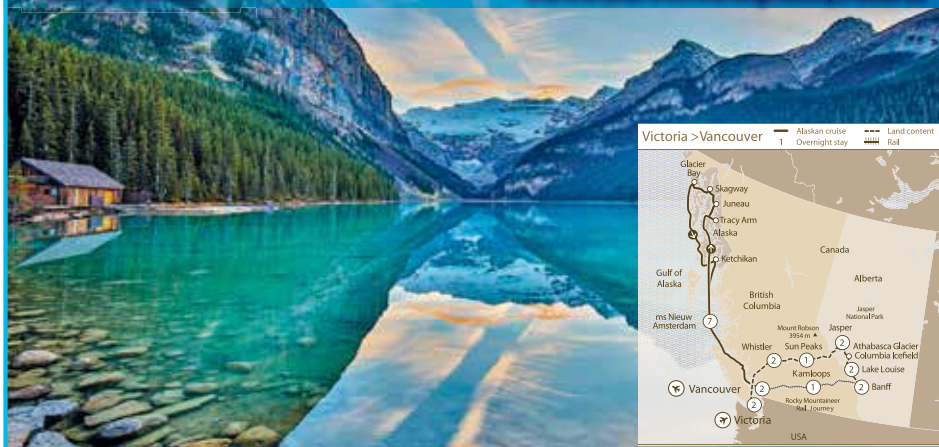 Victoria >Vancouver
Alaskan cruise
Land content
1 Overnight stay
Rail
Glacier
Bay
Skagway
Juneau
Tracy Arm
Alaska
Ketchikan
Gulf of
Alaska
Canada
Alberta
British
Columbia
Jasper
National Park
ms Nieuw
Amsterdam
7
Mount Robson
3954 m
Jasper
2
Whistler
Sun Peaks
Athabasca Glacier
Columbia Icefield
2
1
Kamloops
2
Lake Louise
Vancouver
2
1
2
Banff
2
Rocky Mountaineer
Rail Journey
Victoria
USA